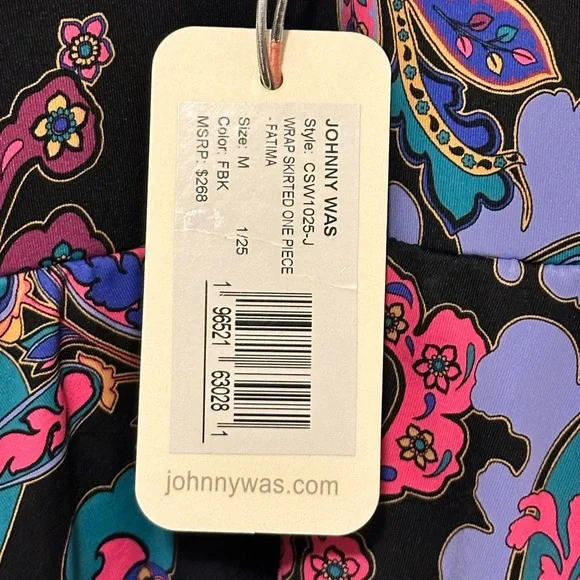 JOHNNY WAS
Style: CSW1025-J
WRAP SKIRTED ONE PIECE
- FATIMA
Size: M 1/25
Color: FBK
MSRP: $268
1 96521 63028 1
johnnywas.com